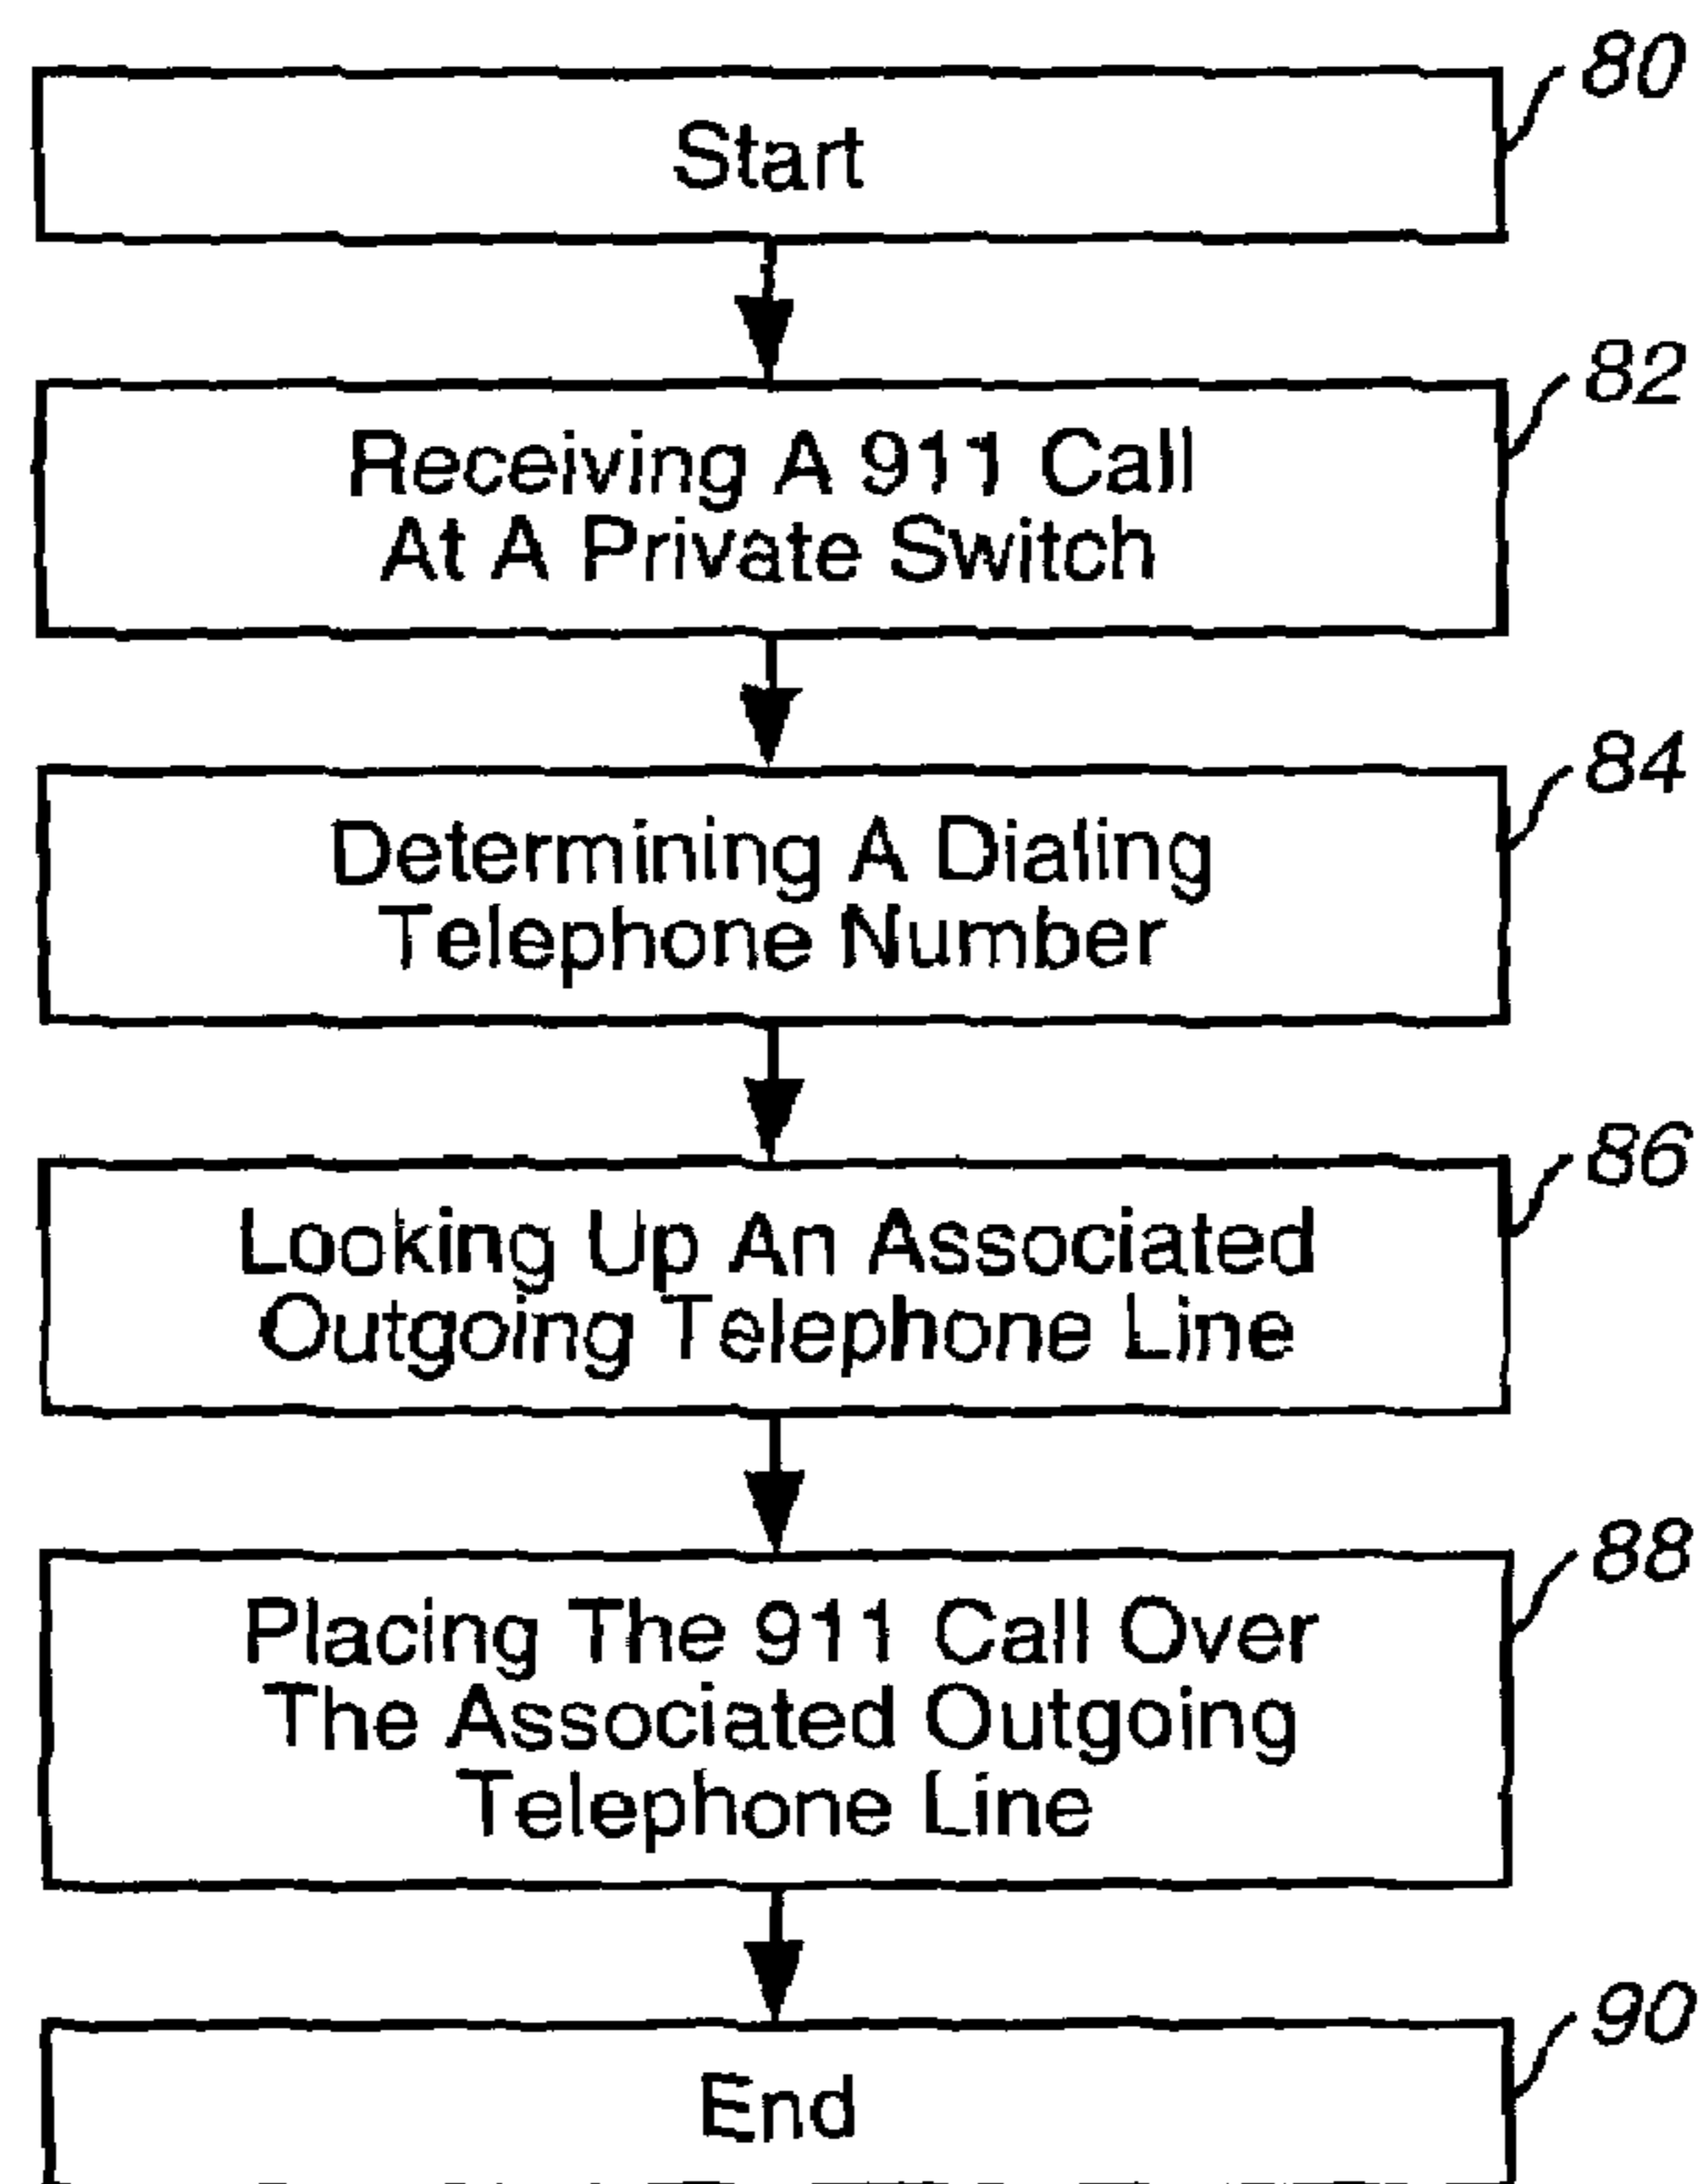 80
Start
82
Receiving A 911 Call
At A Private Switch
84
Determining A Dialing
Telephone Number
86
Looking Up An Associated
Outgoing Telephone Line
88
Placing The 911 Call Over
The Associated Outgoing
Telephone Line
90
End